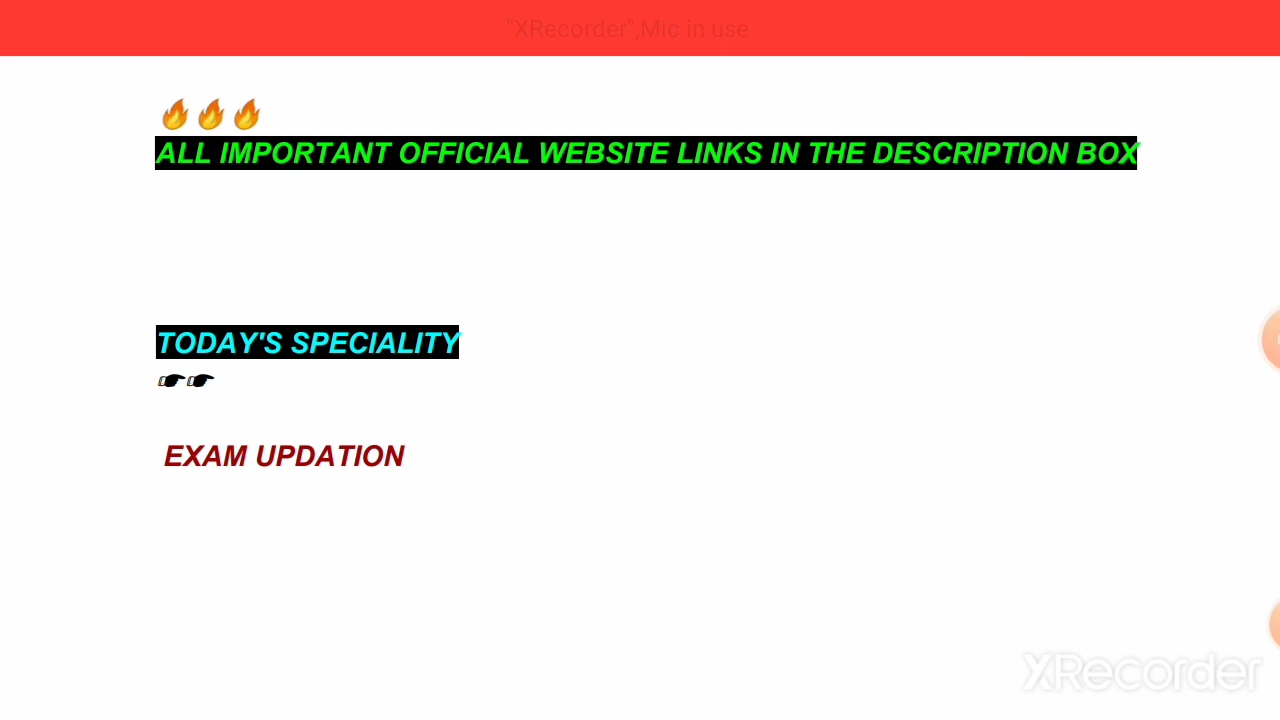 "XRecorder",Mic in use
🔥🔥🔥
ALL IMPORTANT OFFICIAL WEBSITE LINKS IN THE DESCRIPTION BOX
TODAY'S SPECIALITY
☛☛
EXAM UPDATION
XRecorder